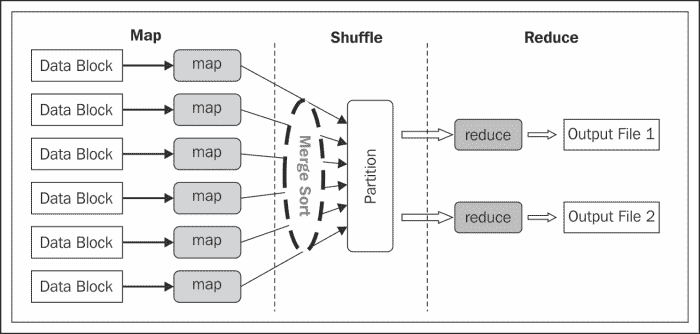 Map
Shuffle
Reduce
Data Block
map
Data Block
map
Data Block
map
Data Block
map
Data Block
map
Data Block
map
Merge Sort
Partition
reduce
Output File 1
reduce
Output File 2